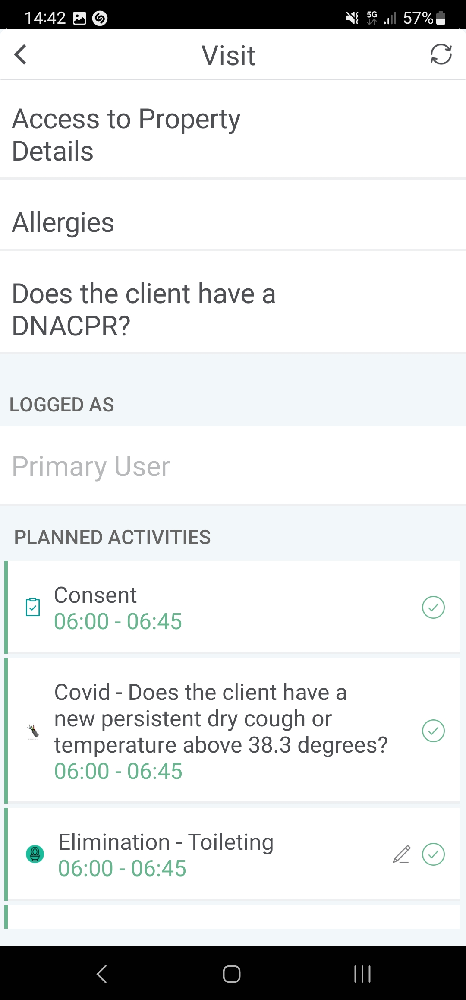 14:42
5G
57%
Visit
Access to Property
Details
Allergies
Does the client have a
DNACPR?
LOGGED AS
Primary User
PLANNED ACTIVITIES
Consent
06:00 - 06:45
Covid - Does the client have a
new persistent dry cough or
temperature above 38.3 degrees?
06:00 - 06:45
Elimination - Toileting
06:00 - 06:45